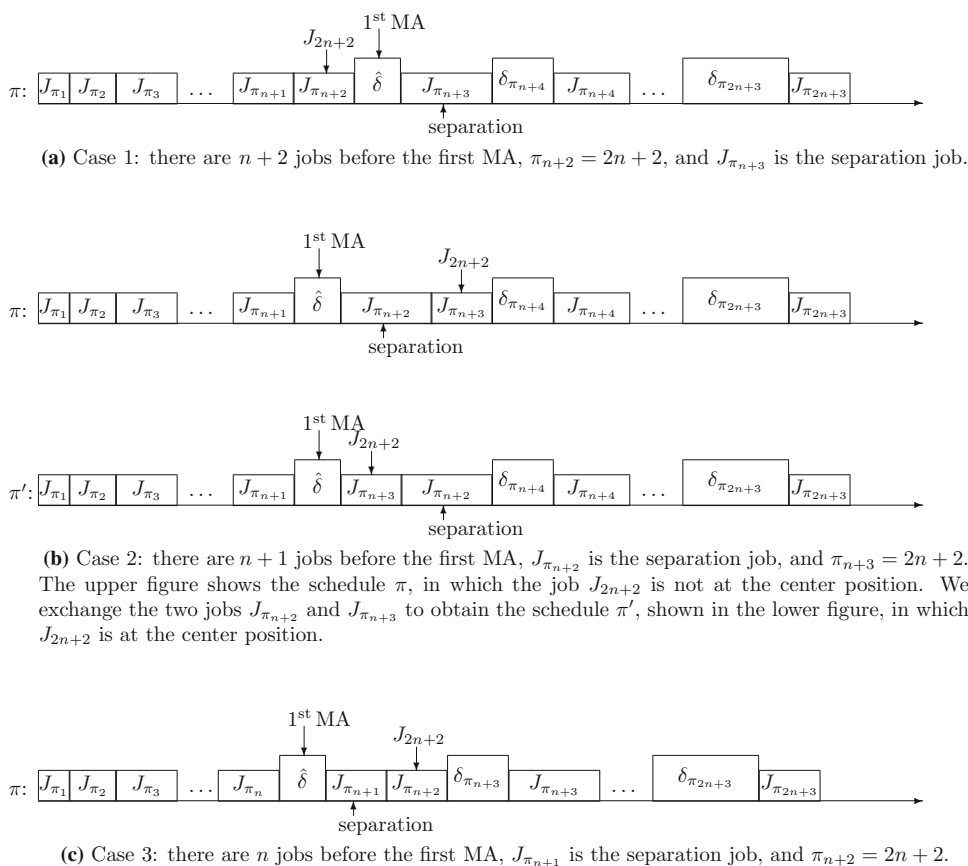 1st MA
J2n+2
π: Jπ1 Jπ2 Jπ3 ... Jπn+1 Jπn+2 δ̂ Jπn+3 δπn+4 Jπn+4 ... δπ2n+3 Jπ2n+3
separation
(a) Case 1: there are n + 2 jobs before the first MA, πn+2 = 2n + 2, and Jπn+3 is the separation job.
1st MA
J2n+2
π: Jπ1 Jπ2 Jπ3 ... Jπn+1 δ̂ Jπn+2 Jπn+3 δπn+4 Jπn+4 ... δπ2n+3 Jπ2n+3
separation
1st MA
J2n+2
π′: Jπ1 Jπ2 Jπ3 ... Jπn+1 δ̂ Jπn+3 Jπn+2 δπn+4 Jπn+4 ... δπ2n+3 Jπ2n+3
separation
(b) Case 2: there are n + 1 jobs before the first MA, Jπn+2 is the separation job, and πn+3 = 2n + 2.
The upper figure shows the schedule π, in which the job J2n+2 is not at the center position. We
exchange the two jobs Jπn+2 and Jπn+3 to obtain the schedule π′, shown in the lower figure, in which
J2n+2 is at the center position.
1st MA
J2n+2
π: Jπ1 Jπ2 Jπ3 ... Jπn δ̂ Jπn+1 Jπn+2 δπn+3 Jπn+3 ... δπ2n+3 Jπ2n+3
separation
(c) Case 3: there are n jobs before the first MA, Jπn+1 is the separation job, and πn+2 = 2n + 2.